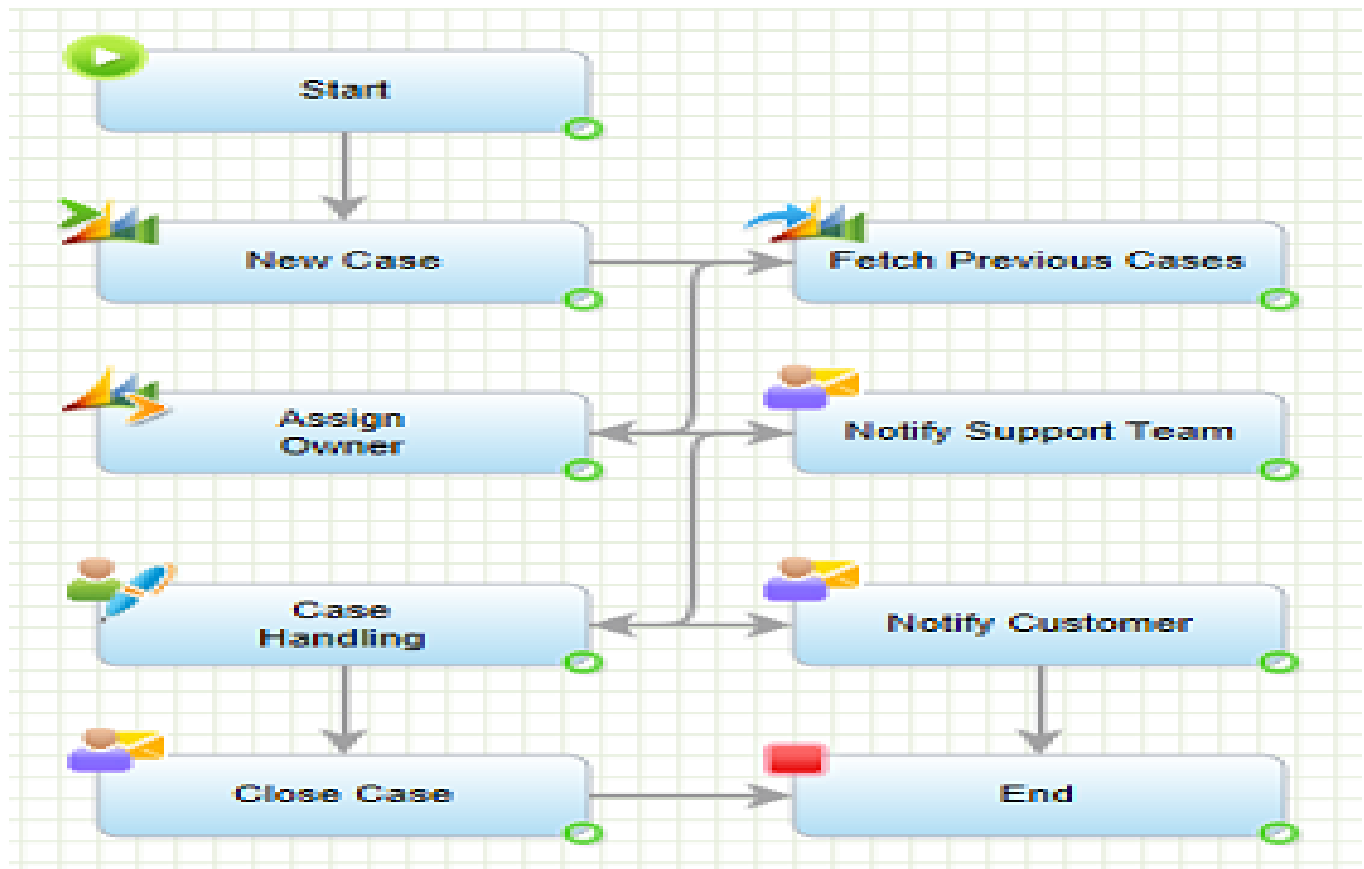 Start
New Case
Fetch Previous Cases
Assign
Owner
Notify Support Team
Case
Handling
Notify Customer
Close Case
End